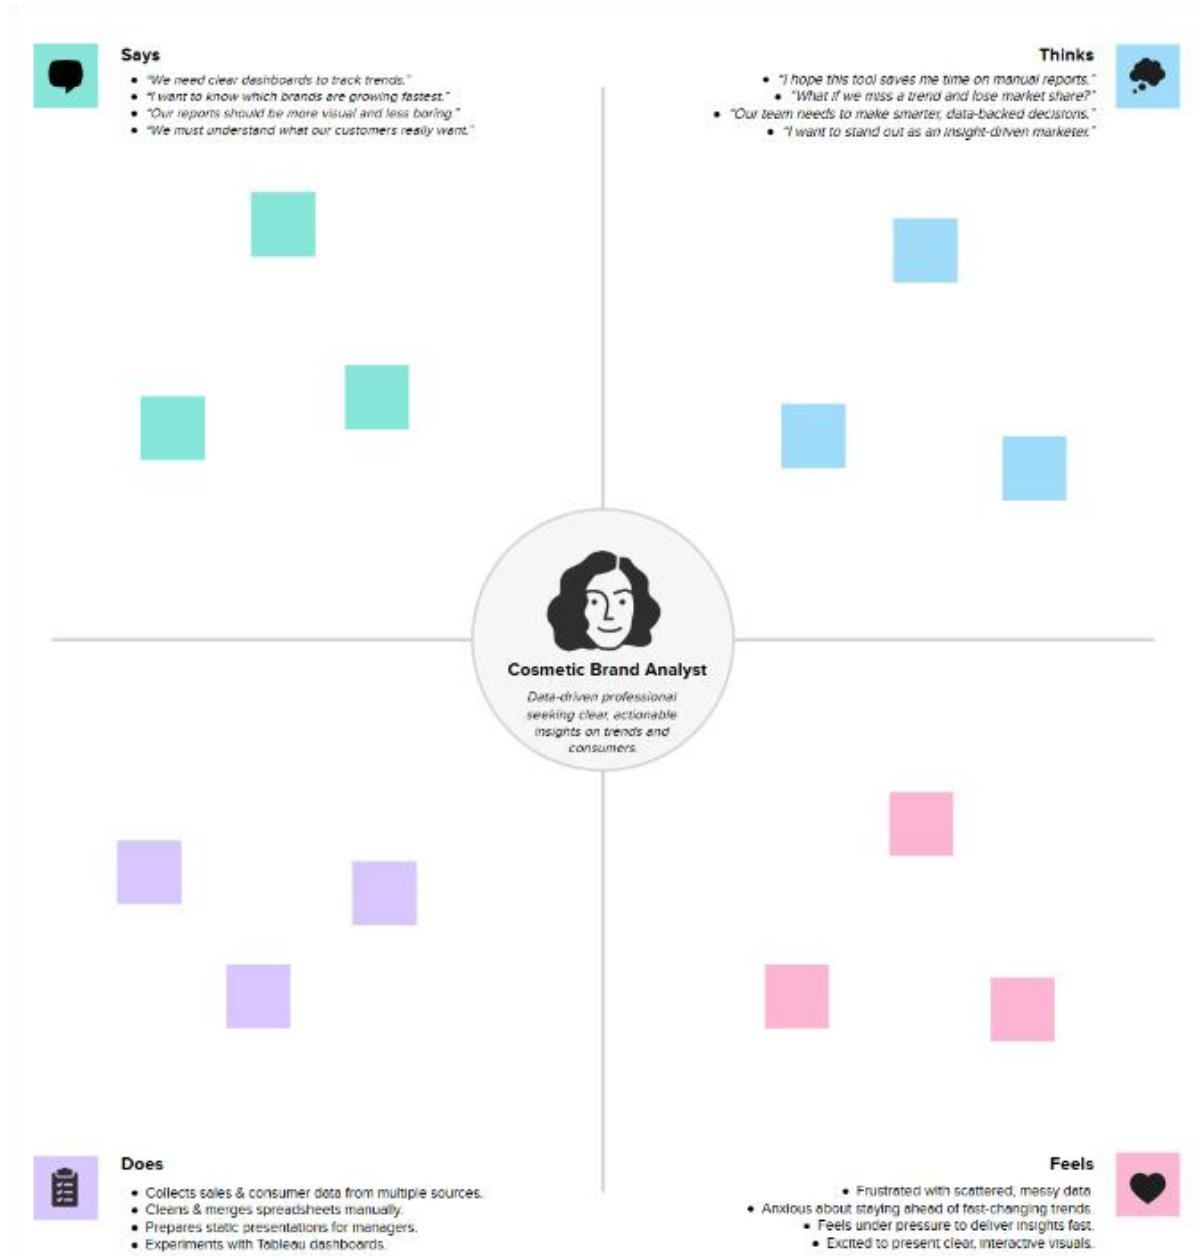 Says
• "We need clear dashboards to track trends."
• "I want to know which brands are growing fastest."
• "Our reports should be more visual and less boring."
• "We must understand what our customers really want."
Thinks
• "I hope this tool saves me time on manual reports."
• "What if we miss a trend and lose market share?"
• "Our team needs to make smarter, data-backed decisions."
• "I want to stand out as an insight-driven marketer."
Cosmetic Brand Analyst
Data-driven professional
seeking clear, actionable
insights on trends and
consumers.
Does
• Collects sales & consumer data from multiple sources.
• Cleans & merges spreadsheets manually.
• Prepares static presentations for managers.
• Experiments with Tableau dashboards.
Feels
• Frustrated with scattered, messy data
• Anxious about staying ahead of fast-changing trends.
• Feels under pressure to deliver insights fast.
• Excited to present clear, interactive visuals.